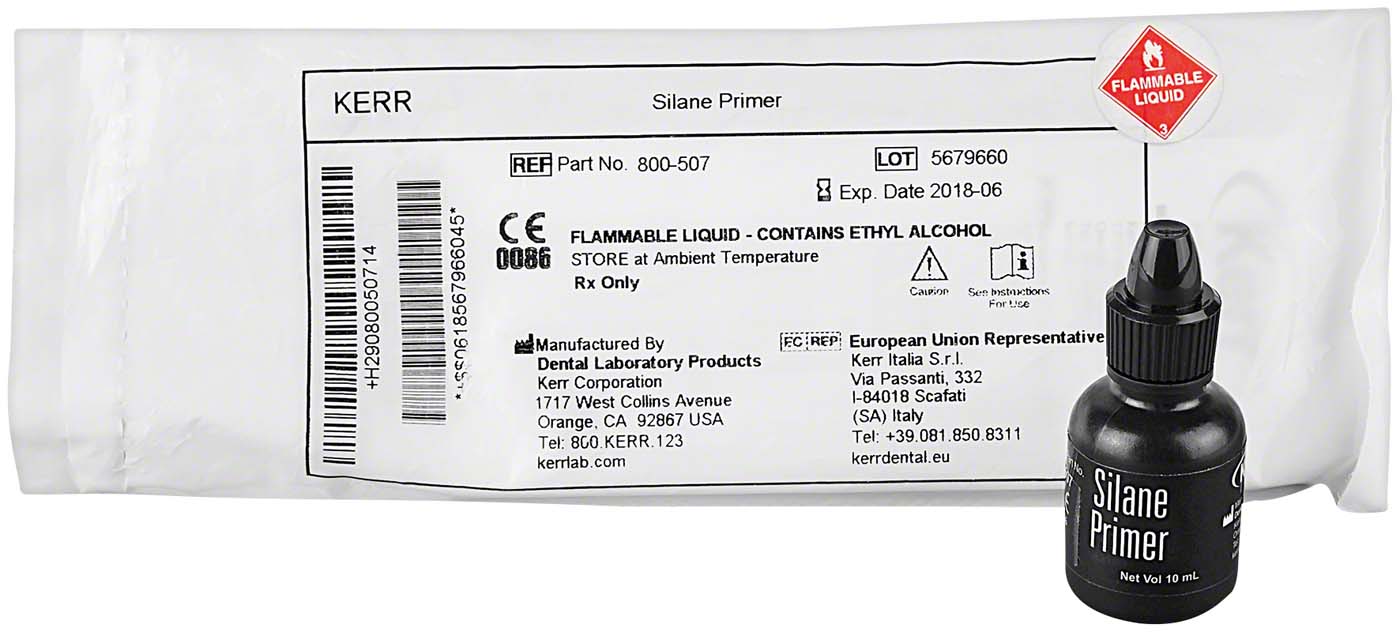 KERR
Silane Primer
FLAMMABLE
LIQUID
3
REF Part No. 800-507
LOT 5679660
Exp. Date 2018-06
CE
0086
FLAMMABLE LIQUID - CONTAINS ETHYL ALCOHOL
STORE at Ambient Temperature
Rx Only
Caution
See Instructions
For Use
+H29080050714
Manufactured By
Dental Laboratory Products
Kerr Corporation
1717 West Collins Avenue
Orange, CA 92867 USA
Tel: 800.KERR.123
kerrlab.com
EC REP European Union Representative
Kerr Italia S.r.l.
Via Passanti, 332
I-84018 Scafati
(SA) Italy
Tel: +39.081.850.8311
kerrdental.eu
Silane
Primer
Net Vol 10 mL